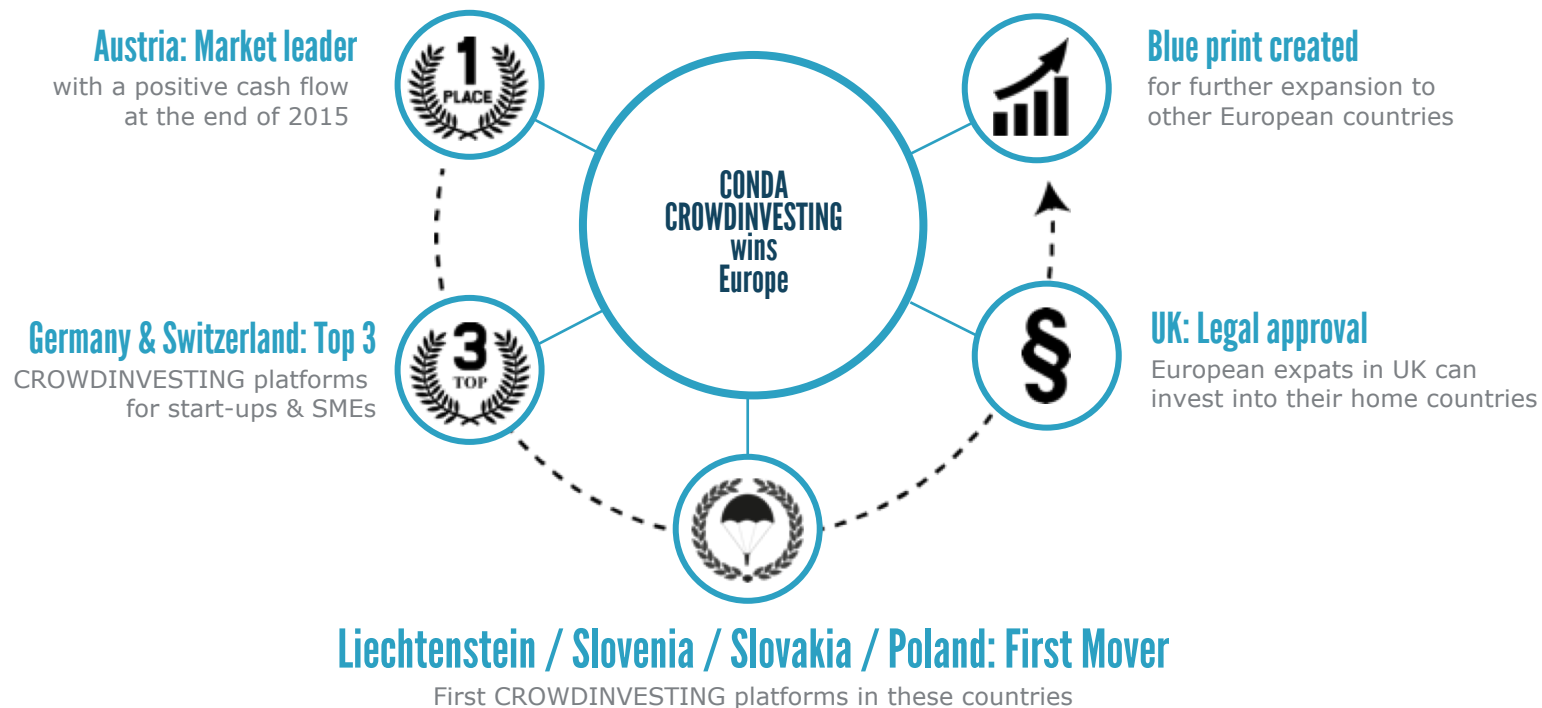 Austria: Market leader
with a positive cash flow
at the end of 2015
1
PLACE
Blue print created
for further expansion to
other European countries
CONDA
CROWDINVESTING
wins
Europe
Germany & Switzerland: Top 3
CROWDINVESTING platforms
for start-ups & SMEs
3
TOP
§
UK: Legal approval
European expats in UK can
invest into their home countries
Liechtenstein / Slovenia / Slovakia / Poland: First Mover
First CROWDINVESTING platforms in these countries